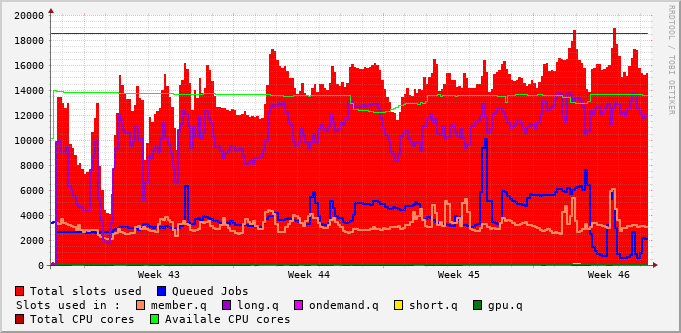 20000
18000
16000
14000
12000
10000
8000
6000
4000
2000
0
Week 43 Week 44 Week 45 Week 46
Total slots used Queued Jobs
Slots used in : member.q long.q ondemand.q short.q gpu.q
Total CPU cores Availale CPU cores
RRDTOOL / TOBI OETIKER